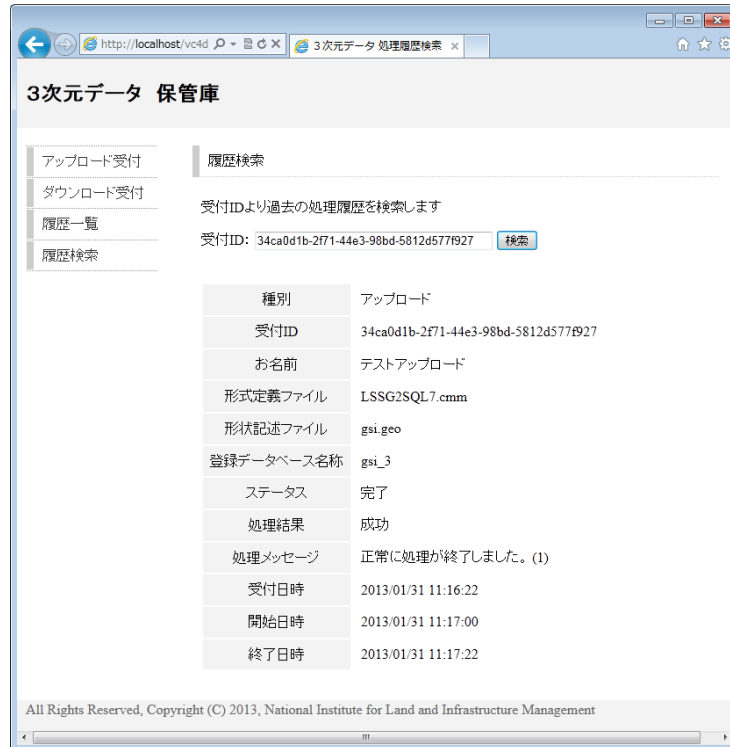 http://localhost/vc4d
３次元データ 処理履歴検索
３次元データ 保管庫
アップロード受付
ダウンロード受付
履歴一覧
履歴検索
履歴検索
受付IDより過去の処理履歴を検索します
受付ID: 34ca0d1b-2f71-44e3-98bd-5812d577f927 検索
種別 アップロード
受付ID 34ca0d1b-2f71-44e3-98bd-5812d577f927
お名前 テストアップロード
形式定義ファイル LSSG2SQL7.cmm
形状記述ファイル gsi.geo
登録データベース名称 gsi_3
ステータス 完了
処理結果 成功
処理メッセージ 正常に処理が終了しました。(1)
受付日時 2013/01/31 11:16:22
開始日時 2013/01/31 11:17:00
終了日時 2013/01/31 11:17:22
All Rights Reserved, Copyright (C) 2013, National Institute for Land and Infrastructure Management